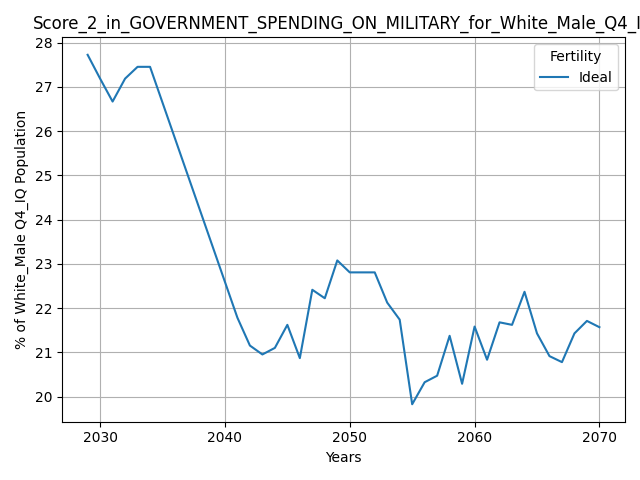 Score_2_in_GOVERNMENT_SPENDING_ON_MILITARY_for_White_Male_Q4_I
Fertility
Ideal
% of White_Male Q4_IQ Population
28
27
26
25
24
23
22
21
20
2030
2040
2050
2060
2070
Years